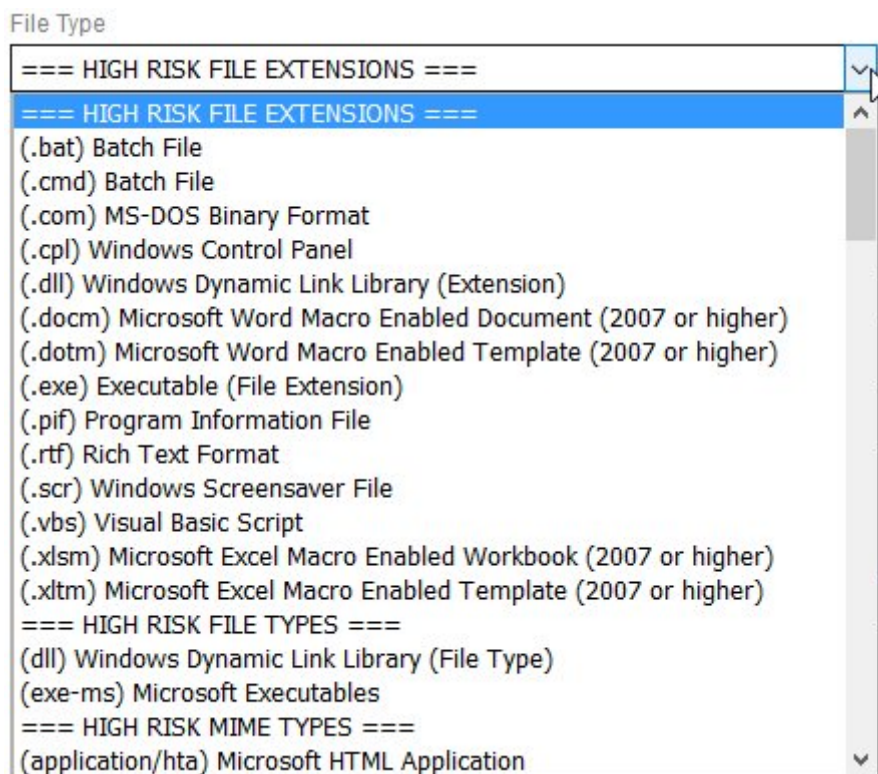 File Type
=== HIGH RISK FILE EXTENSIONS ===
=== HIGH RISK FILE EXTENSIONS ===
(.bat) Batch File
(.cmd) Batch File
(.com) MS-DOS Binary Format
(.cpl) Windows Control Panel
(.dll) Windows Dynamic Link Library (Extension)
(.docm) Microsoft Word Macro Enabled Document (2007 or higher)
(.dotm) Microsoft Word Macro Enabled Template (2007 or higher)
(.exe) Executable (File Extension)
(.pif) Program Information File
(.rtf) Rich Text Format
(.scr) Windows Screensaver File
(.vbs) Visual Basic Script
(.xlsm) Microsoft Excel Macro Enabled Workbook (2007 or higher)
(.xltm) Microsoft Excel Macro Enabled Template (2007 or higher)
=== HIGH RISK FILE TYPES ===
(dll) Windows Dynamic Link Library (File Type)
(exe-ms) Microsoft Executables
=== HIGH RISK MIME TYPES ===
(application/hta) Microsoft HTML Application